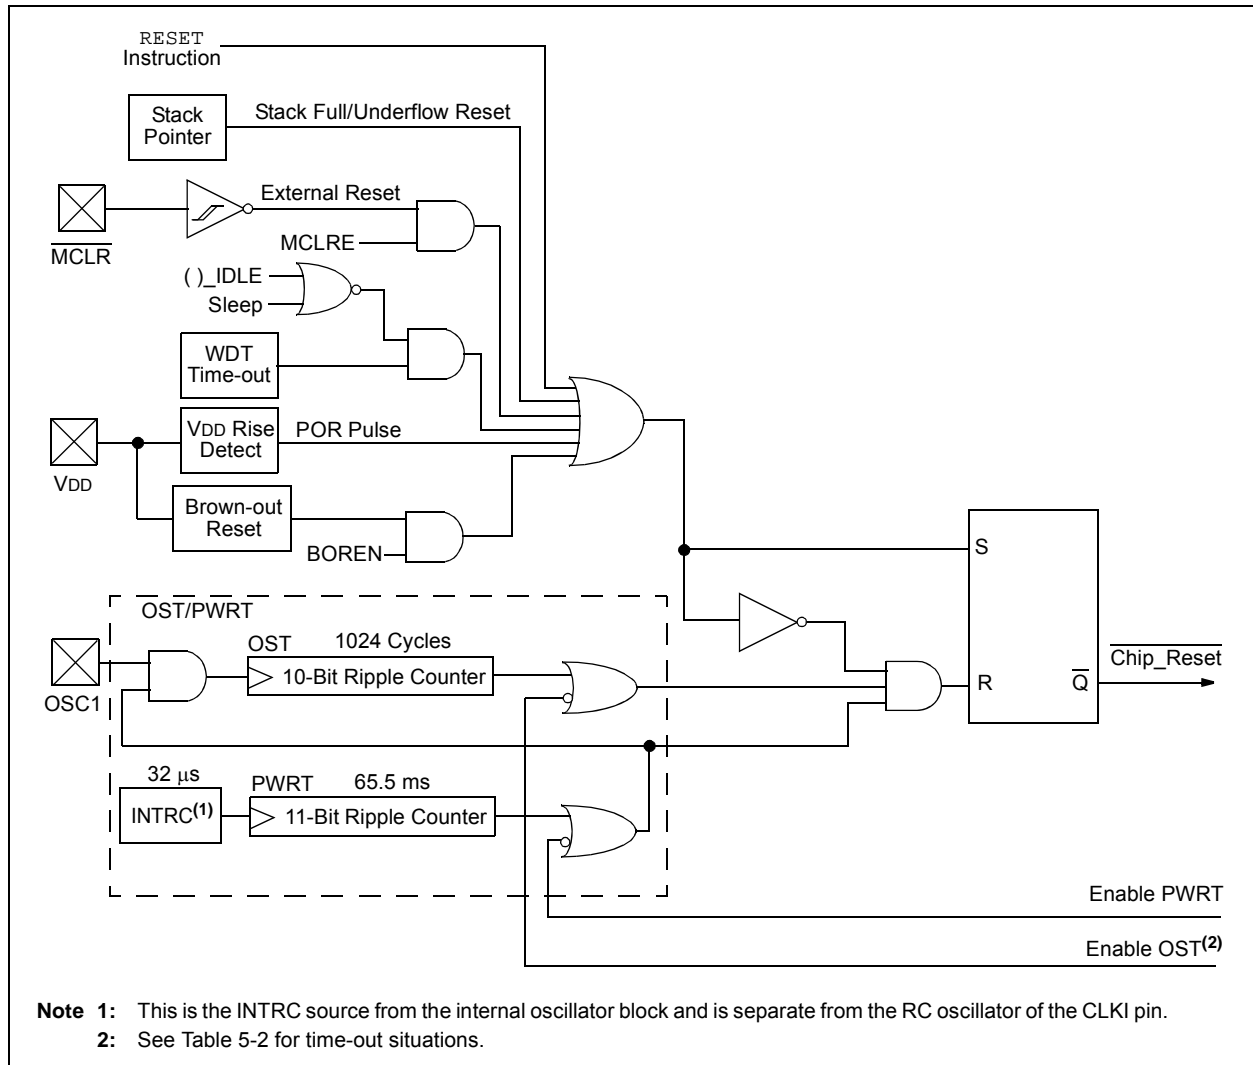 RESET
Instruction
Stack
Pointer
Stack Full/Underflow Reset
External Reset
MCLR
MCLRE
( )_IDLE
Sleep
WDT
Time-out
VDD Rise
Detect
POR Pulse
VDD
Brown-out
Reset
BOREN
S
OST/PWRT
OST
1024 Cycles
10-Bit Ripple Counter
OSC1
R
Q
Chip_Reset
32 μs
INTRC(1)
PWRT
65.5 ms
11-Bit Ripple Counter
Enable PWRT
Enable OST(2)
Note 1: This is the INTRC source from the internal oscillator block and is separate from the RC oscillator of the CLKI pin.
2: See Table 5-2 for time-out situations.